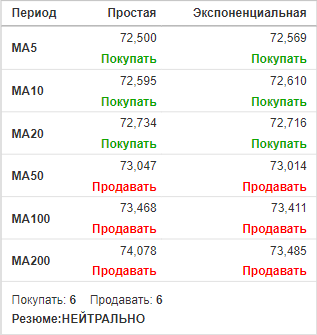 Период Простая Экспоненциальная
MA5 72,500 72,569
Покупать Покупать
MA10 72,595 72,610
Покупать Покупать
MA20 72,734 72,716
Покупать Покупать
MA50 73,047 73,014
Продавать Продавать
MA100 73,468 73,411
Продавать Продавать
MA200 74,078 73,485
Продавать Продавать
Покупать: 6 Продавать: 6
Резюме:НЕЙТРАЛЬНО